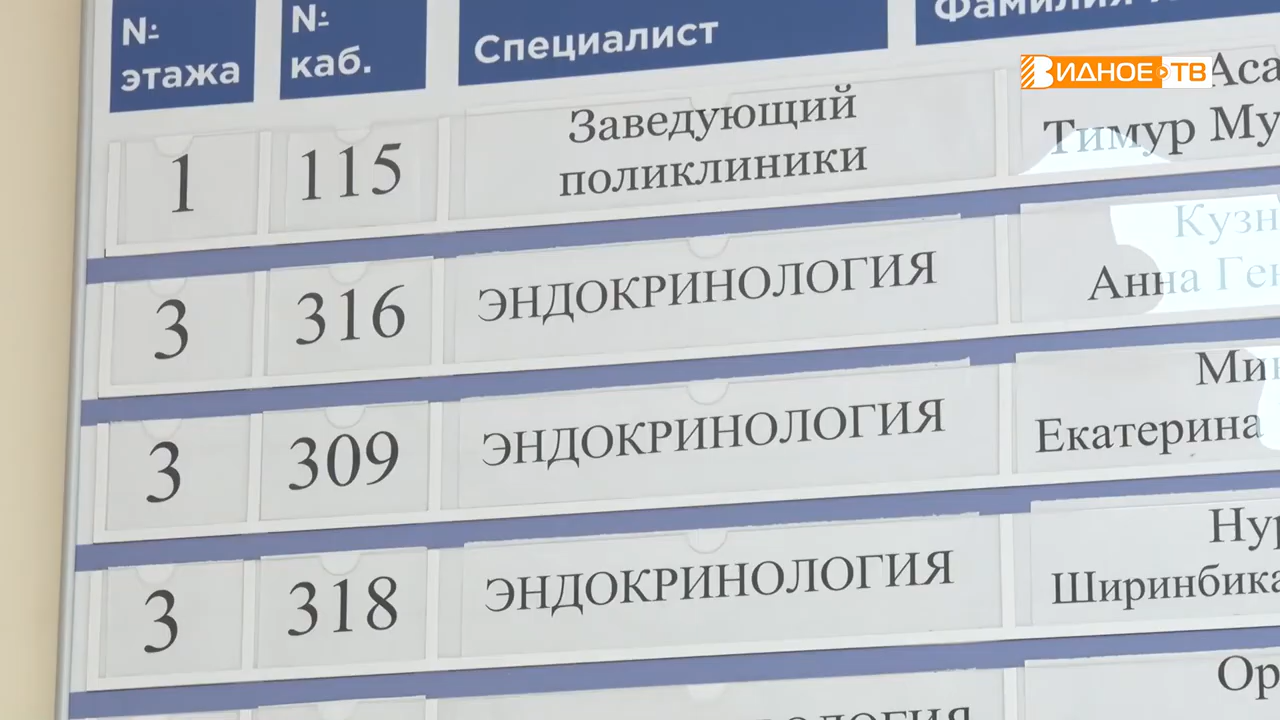 № этажа
№ каб.
Специалист
ВИДНОЕ ТВ
1
115
Заведующий
поликлиники
Тимур
3
316
ЭНДОКРИНОЛОГИЯ
Анна
3
309
ЭНДОКРИНОЛОГИЯ
Екатерина
3
318
ЭНДОКРИНОЛОГИЯ